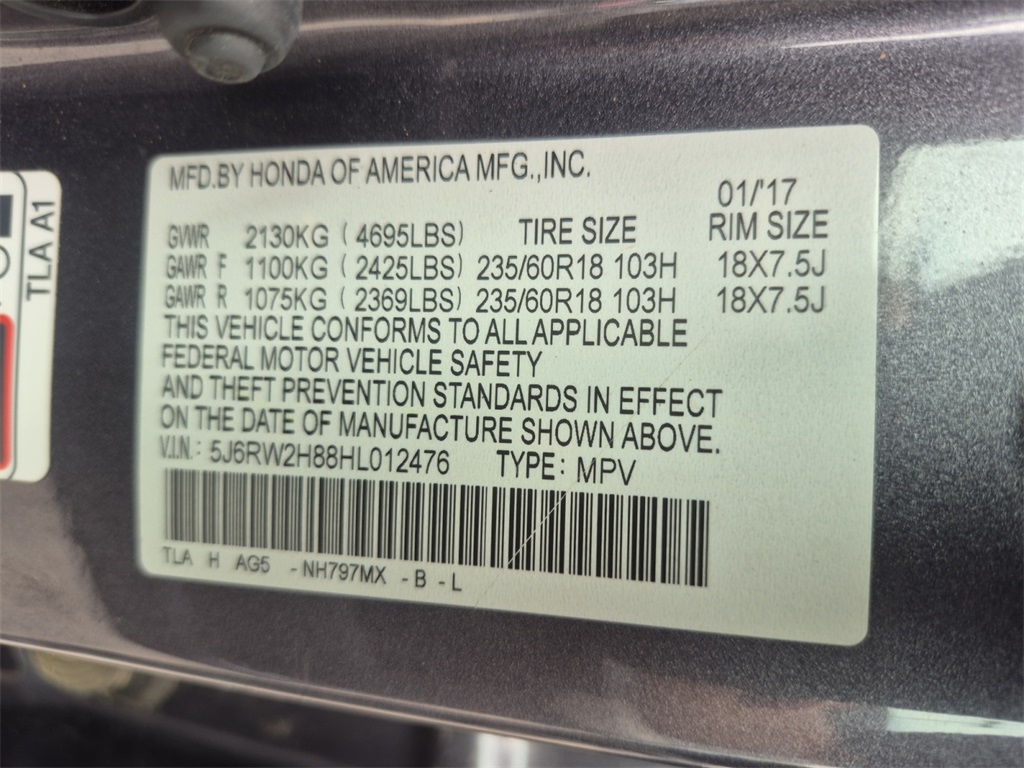 MFD.BY HONDA OF AMERICA MFG.,INC.
01/'17
GVWR 2130KG ( 4695LBS) TIRE SIZE RIM SIZE
GAWR F 1100KG ( 2425LBS) 235/60R18 103H 18X7.5J
GAWR R 1075KG ( 2369LBS) 235/60R18 103H 18X7.5J
THIS VEHICLE CONFORMS TO ALL APPLICABLE
FEDERAL MOTOR VEHICLE SAFETY
AND THEFT PREVENTION STANDARDS IN EFFECT
ON THE DATE OF MANUFACTURE SHOWN ABOVE.
V.I.N.: 5J6RW2H88HL012476 TYPE: MPV
TLA H AG5 -NH797MX -B -L
TLA A1